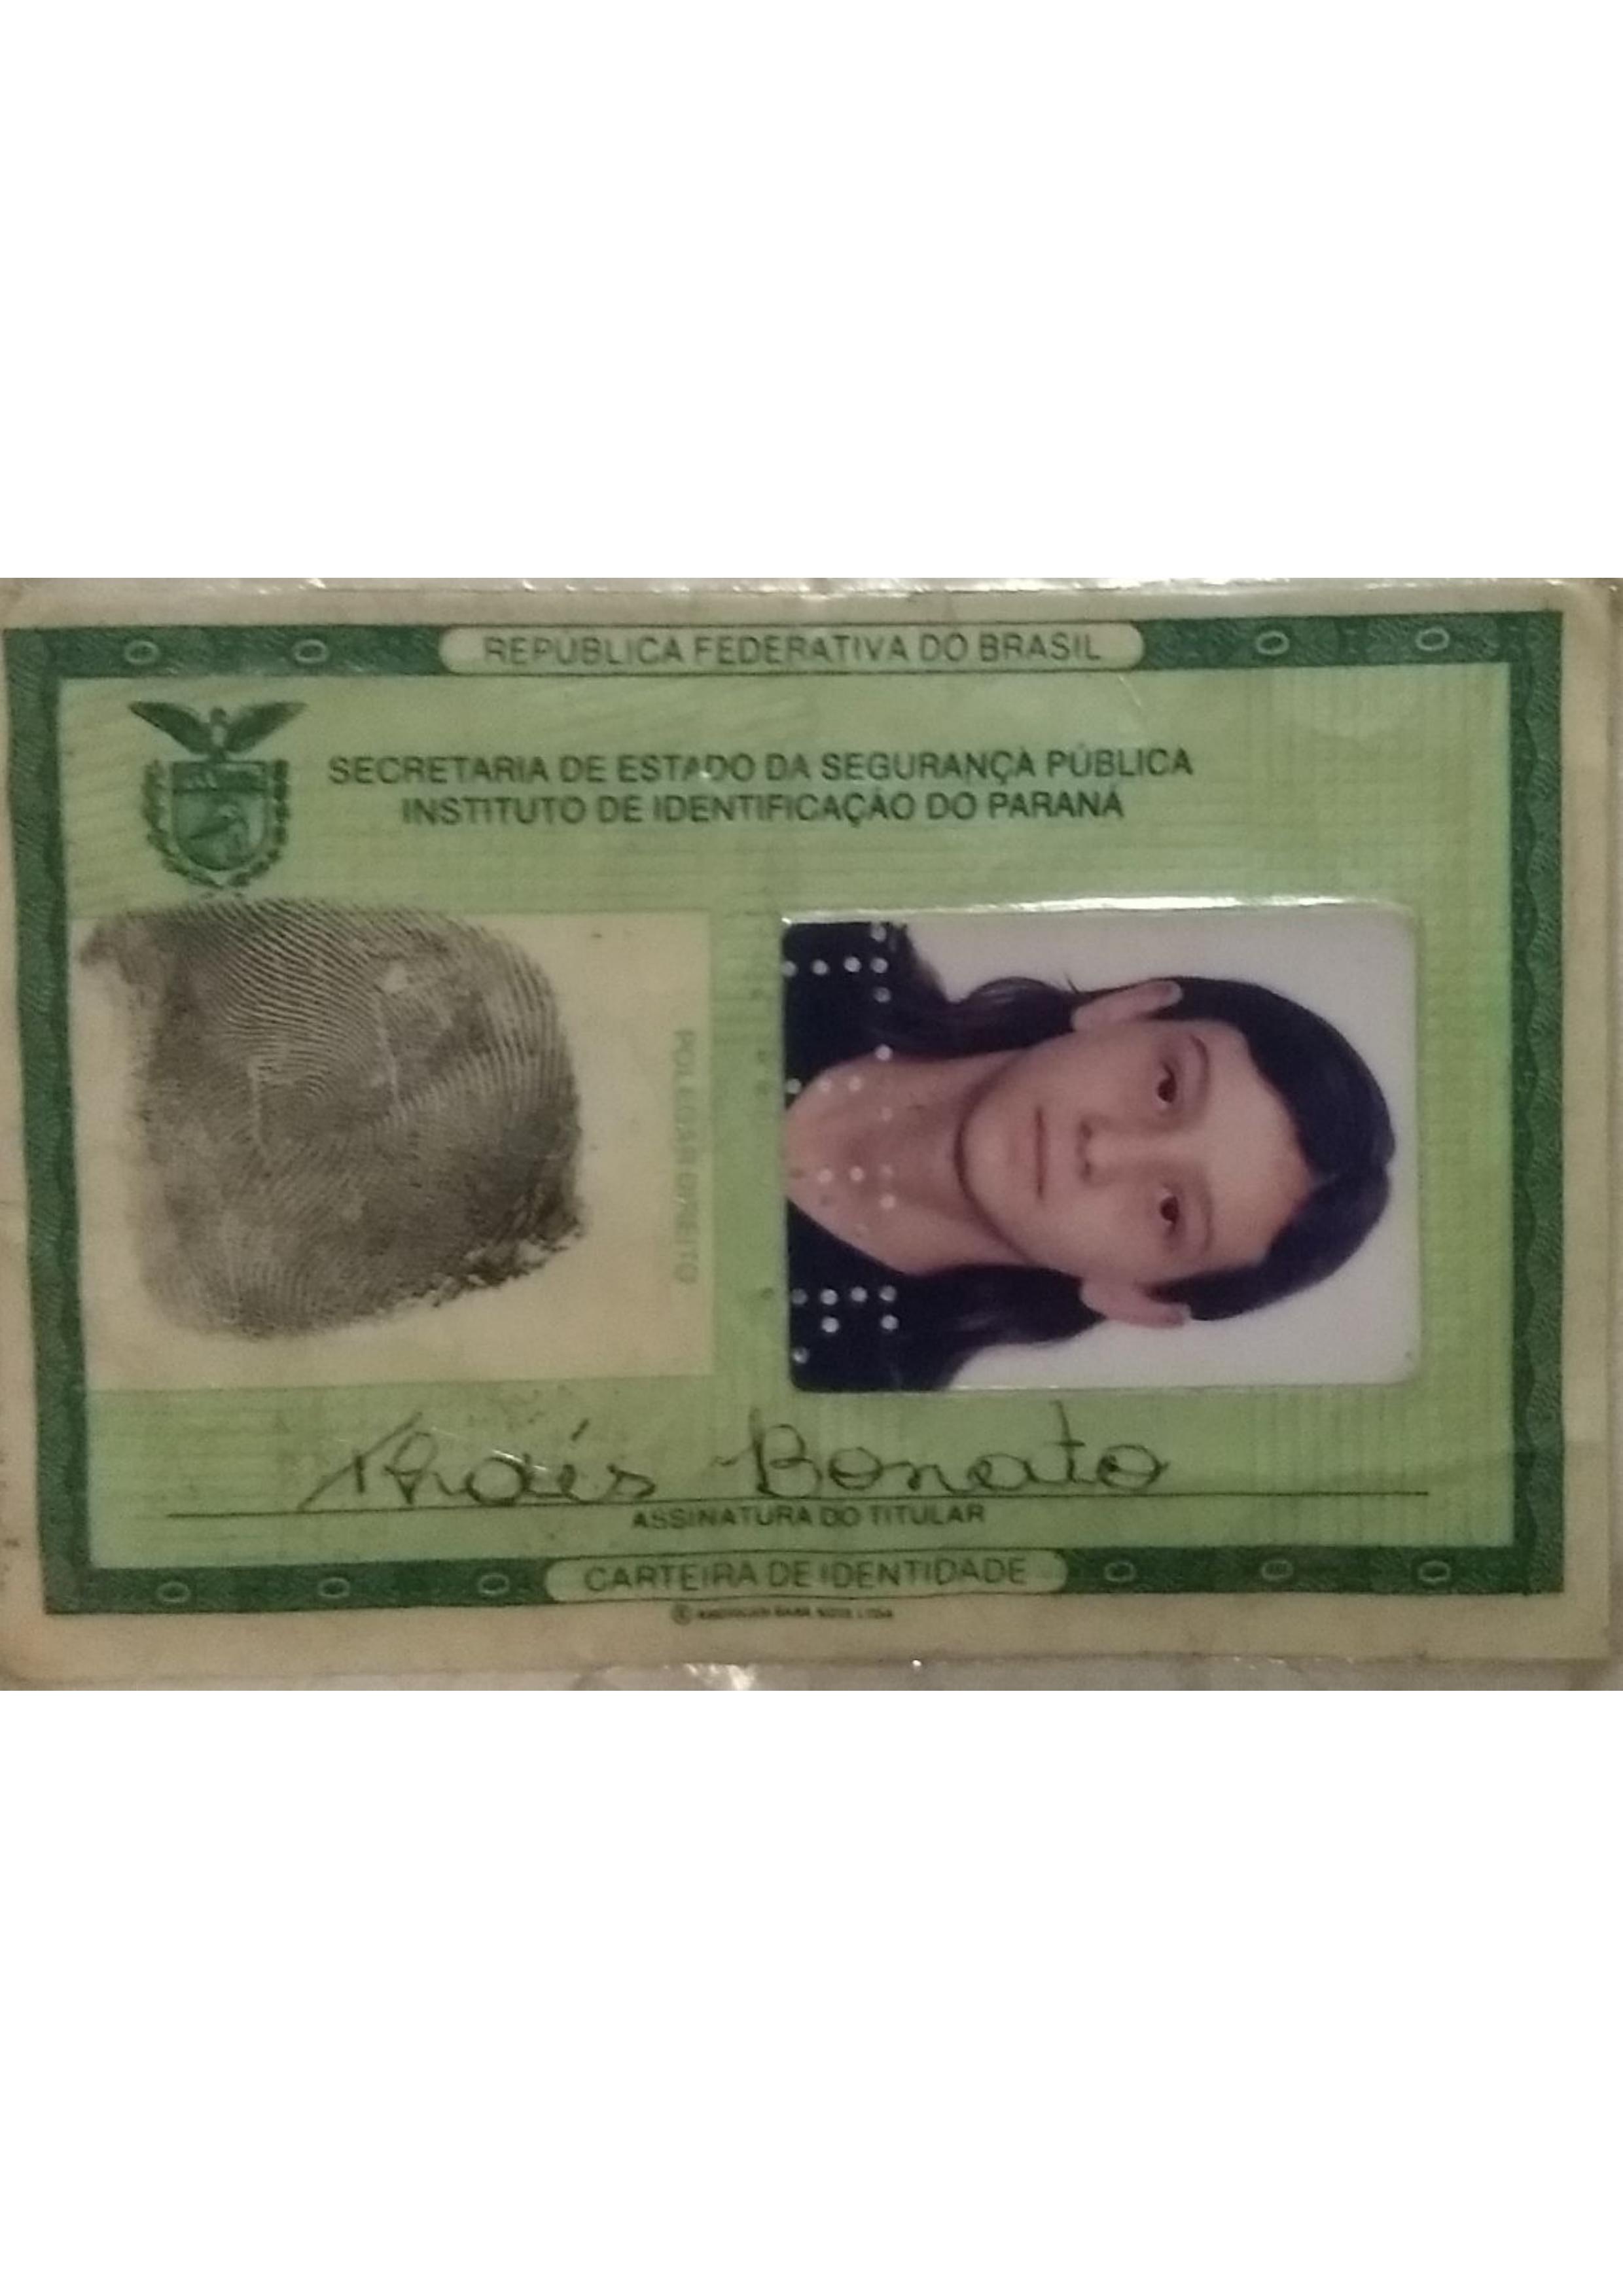 REPÚBLICA FEDERATIVA DO BRASIL
SECRETARIA DE ESTADO DA SEGURANÇA PÚBLICA
INSTITUTO DE IDENTIFICAÇÃO DO PARANÁ
POLEGAR DIREITO
Thaís Bonato
ASSINATURA DO TITULAR
CARTEIRA DE IDENTIDADE